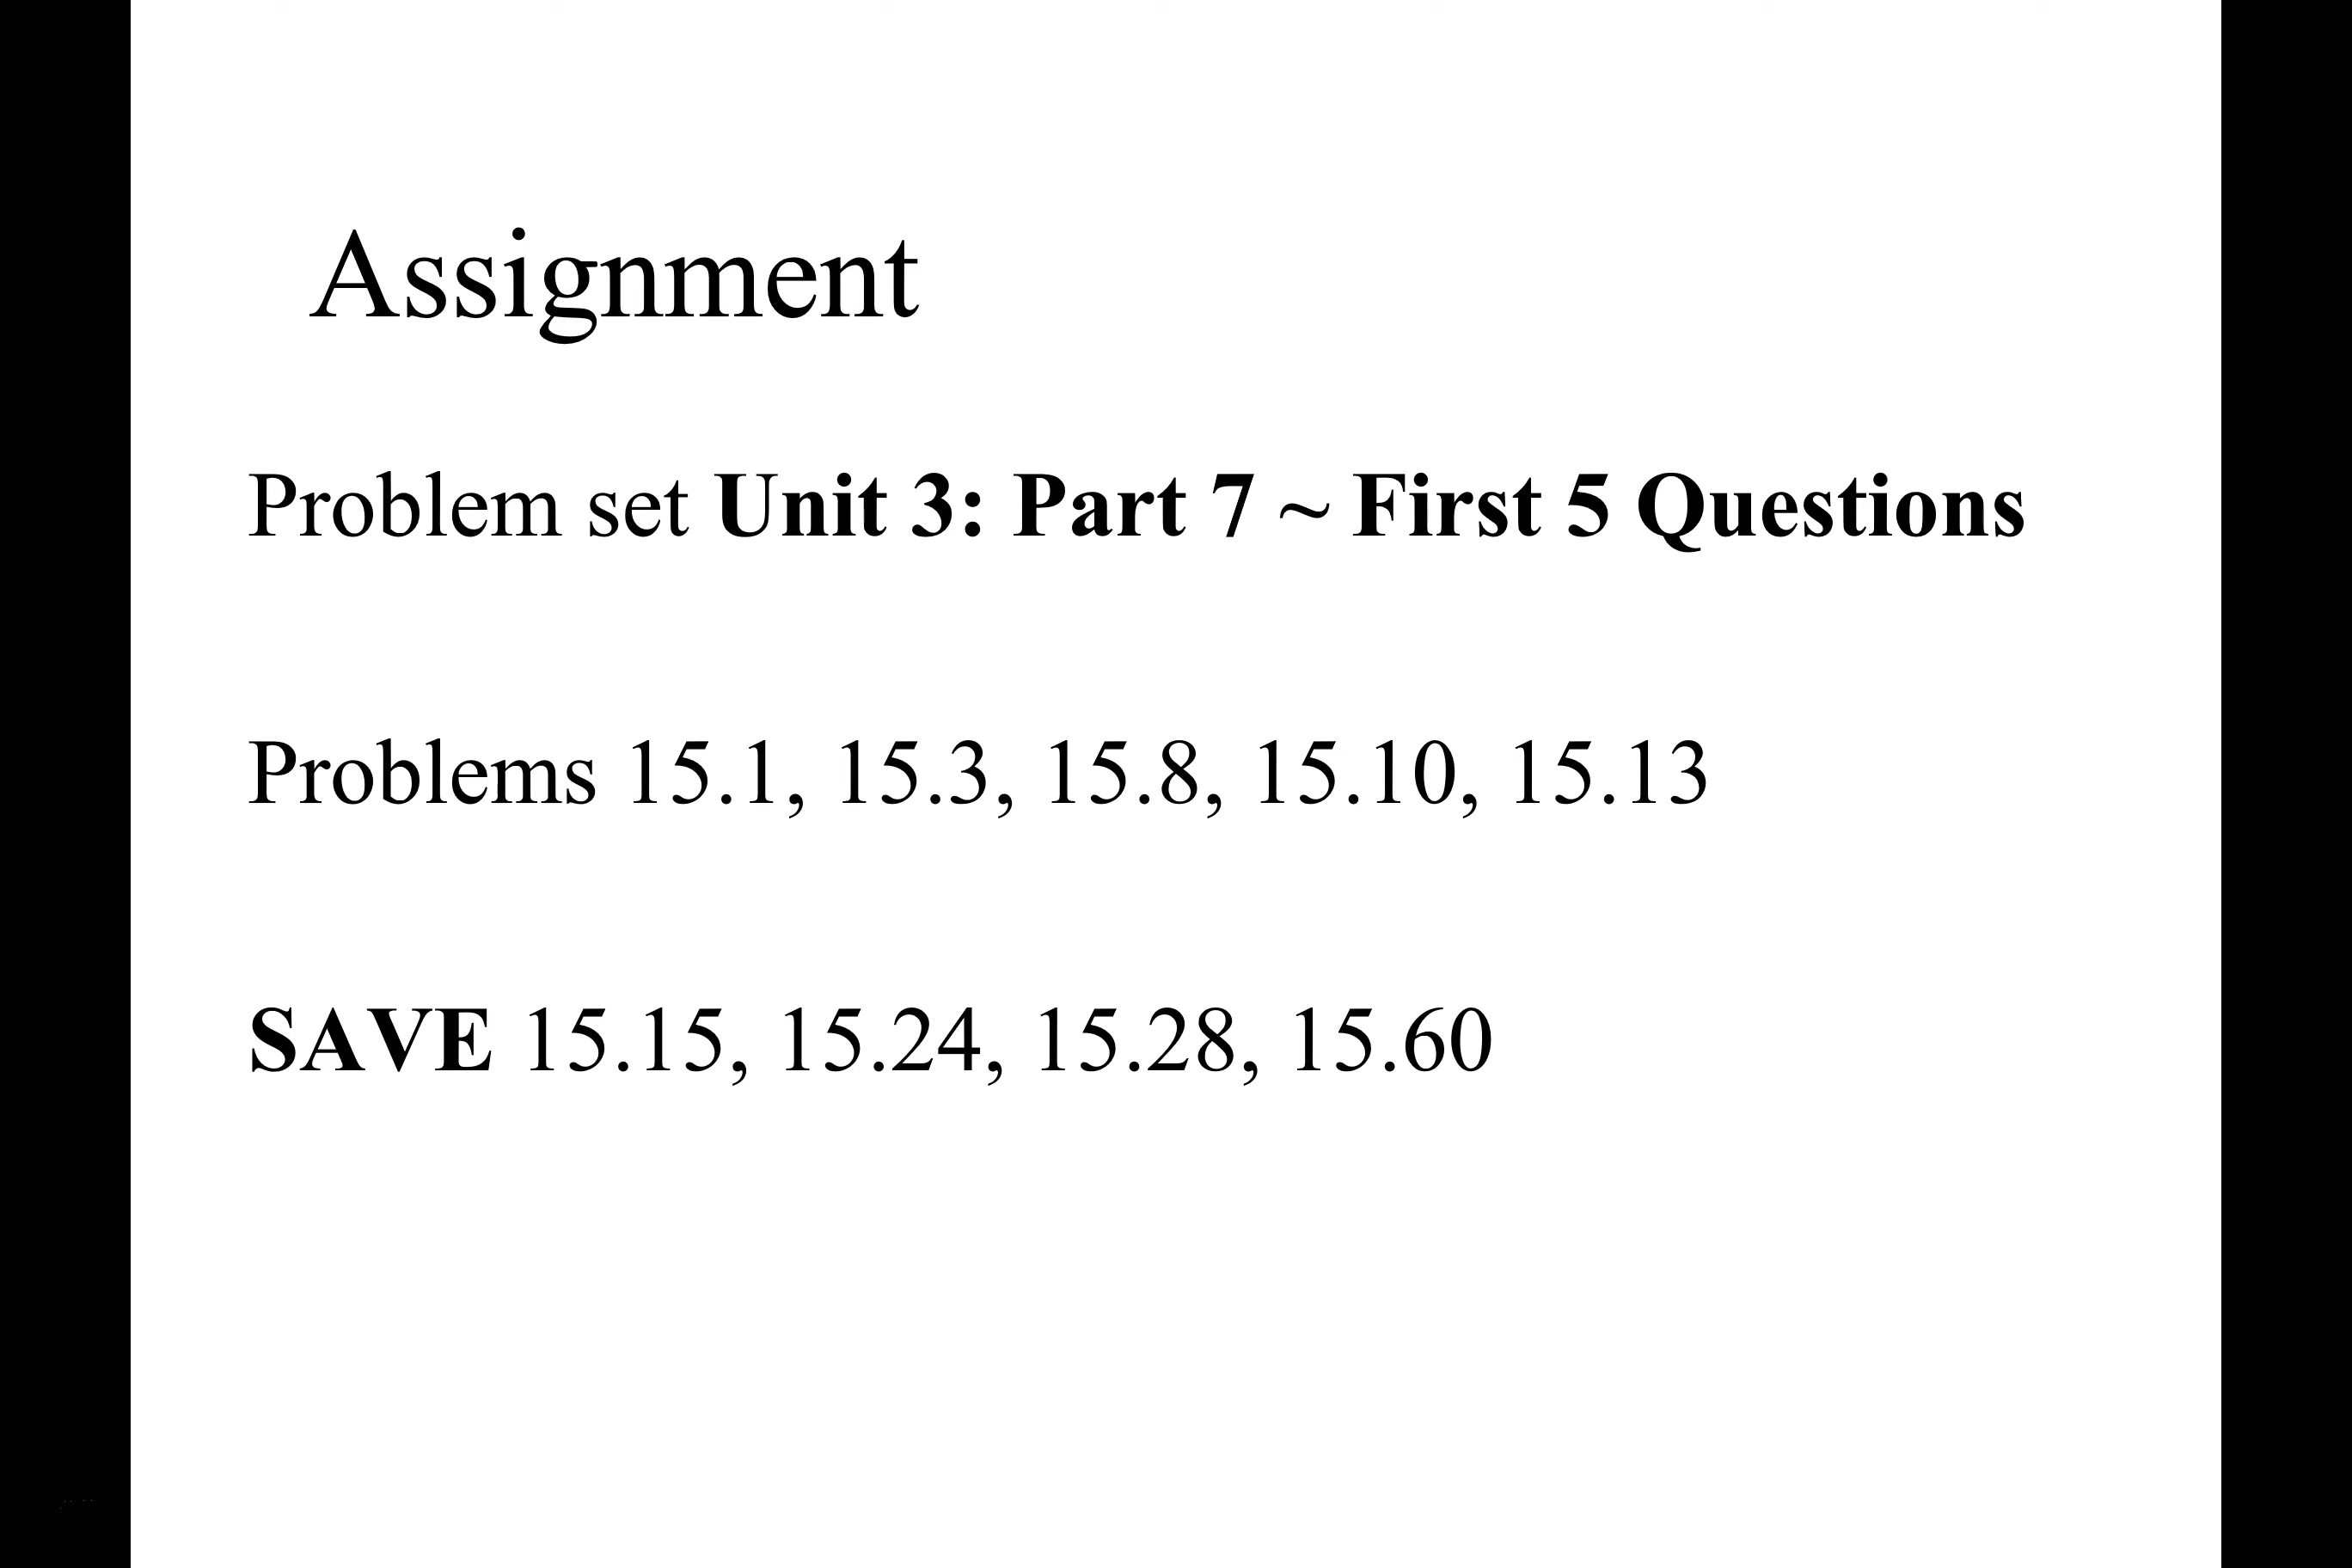 Assignment
Problem set Unit 3: Part 7 ~ First 5 Questions
Problems 15.1, 15.3, 15.8, 15.10, 15.13
SAVE 15.15, 15.24, 15.28, 15.60